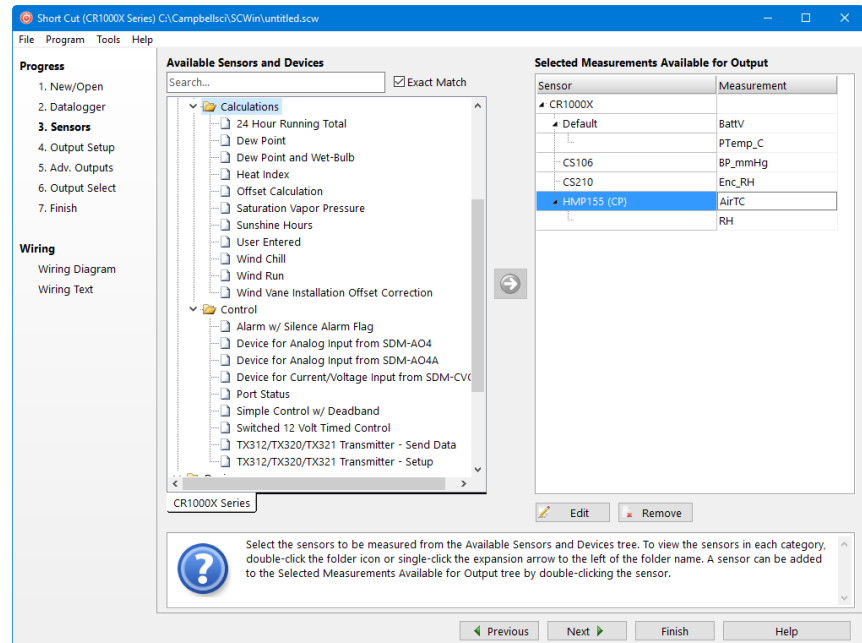 Short Cut (CR1000X Series) C:\Campbellsci\SCWin\untitled.scw
File Program Tools Help
Progress
1. New/Open
2. Datalogger
3. Sensors
4. Output Setup
5. Adv. Outputs
6. Output Select
7. Finish
Wiring
Wiring Diagram
Wiring Text
Available Sensors and Devices
Search...
Exact Match
Calculations
24 Hour Running Total
Dew Point
Dew Point and Wet-Bulb
Heat Index
Offset Calculation
Saturation Vapor Pressure
Sunshine Hours
User Entered
Wind Chill
Wind Run
Wind Vane Installation Offset Correction
Control
Alarm w/ Silence Alarm Flag
Device for Analog Input from SDM-AO4
Device for Analog Input from SDM-AO4A
Device for Current/Voltage Input from SDM-CVO
Port Status
Simple Control w/ Deadband
Switched 12 Volt Timed Control
TX312/TX320/TX321 Transmitter - Send Data
TX312/TX320/TX321 Transmitter - Setup
CR1000X Series
Selected Measurements Available for Output
Sensor Measurement
CR1000X
Default BattV
PTemp_C
CS106 BP_mmHg
CS210 Enc_RH
HMP155 (CP) AirTC
RH
Edit Remove
Select the sensors to be measured from the Available Sensors and Devices tree. To view the sensors in each category,
double-click the folder icon or single-click the expansion arrow to the left of the folder name. A sensor can be added
to the Selected Measurements Available for Output tree by double-clicking the sensor.
Previous Next Finish Help